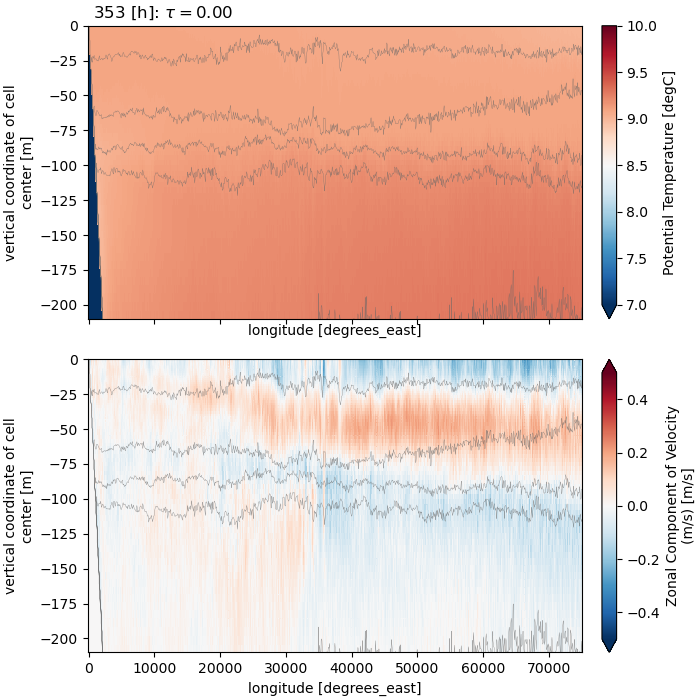 353 [h]: τ = 0.00
0
−25
−50
−75
−100
−125
−150
−175
−200
vertical coordinate of cell
center [m]
longitude [degrees_east]
10.0
9.5
9.0
8.5
8.0
7.5
7.0
Potential Temperature [degC]
0
−25
−50
−75
−100
−125
−150
−175
−200
vertical coordinate of cell
center [m]
0 10000 20000 30000 40000 50000 60000 70000
longitude [degrees_east]
0.4
0.2
0.0
−0.2
−0.4
Zonal Component of Velocity
(m/s) [m/s]